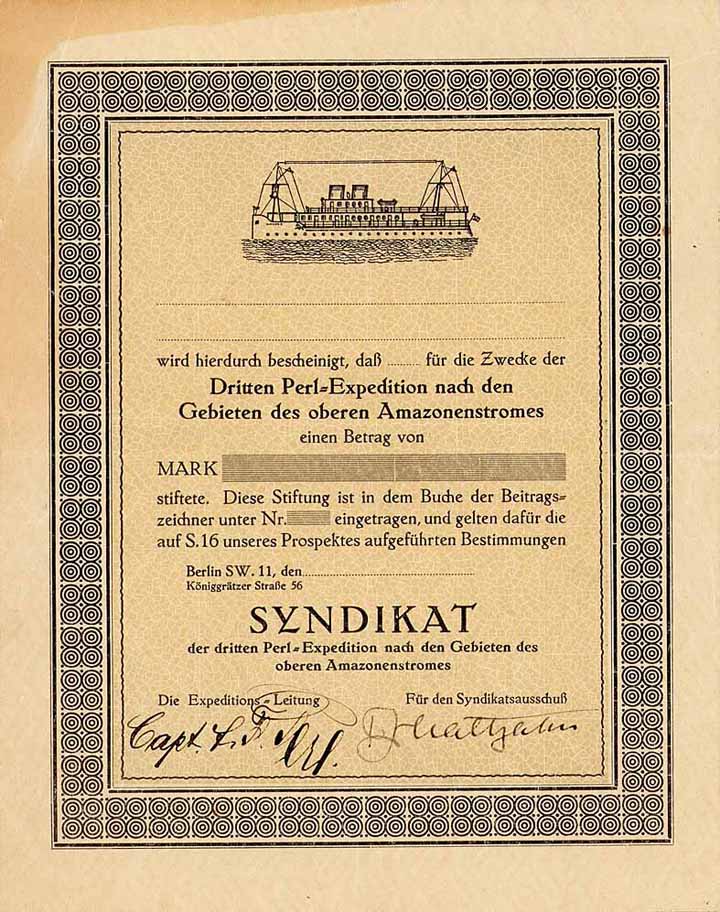 wird hierdurch bescheinigt, daß ........ für die Zwecke der
Dritten Perl=Expedition nach den
Gebieten des oberen Amazonenstromes
einen Betrag von
MARK
stiftete. Diese Stiftung ist in dem Buche der Beitrags=
zeichner unter Nr. eingetragen, und gelten dafür die
auf S. 16 unseres Prospektes aufgeführten Bestimmungen
Berlin SW. 11, den
Königgrätzer Straße 56
SYNDIKAT
der dritten Perl=Expedition nach den Gebieten des
oberen Amazonenstromes
Die Expeditions=Leitung Für den Syndikatsausschuß
Capt. L. F. Perl.